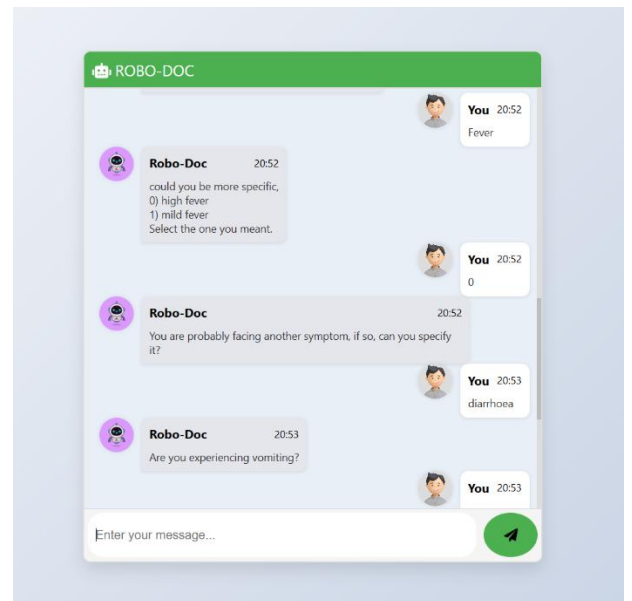 ROBO-DOC
You 20:52
Fever
Robo-Doc 20:52
could you be more specific,
0) high fever
1) mild fever
Select the one you meant.
You 20:52
0
Robo-Doc 20:52
You are probably facing another symptom, if so, can you specify
it?
You 20:53
diarrhoea
Robo-Doc 20:53
Are you experiencing vomiting?
You 20:53
Enter your message...